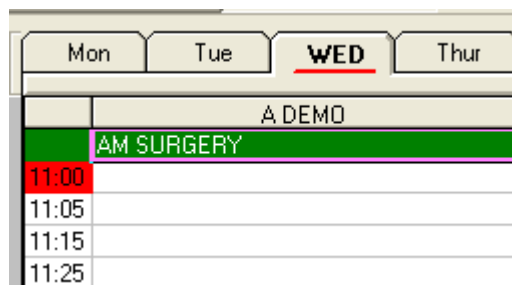 Mon Tue WED Thur
A DEMO
AM SURGERY
11:00
11:05
11:15
11:25